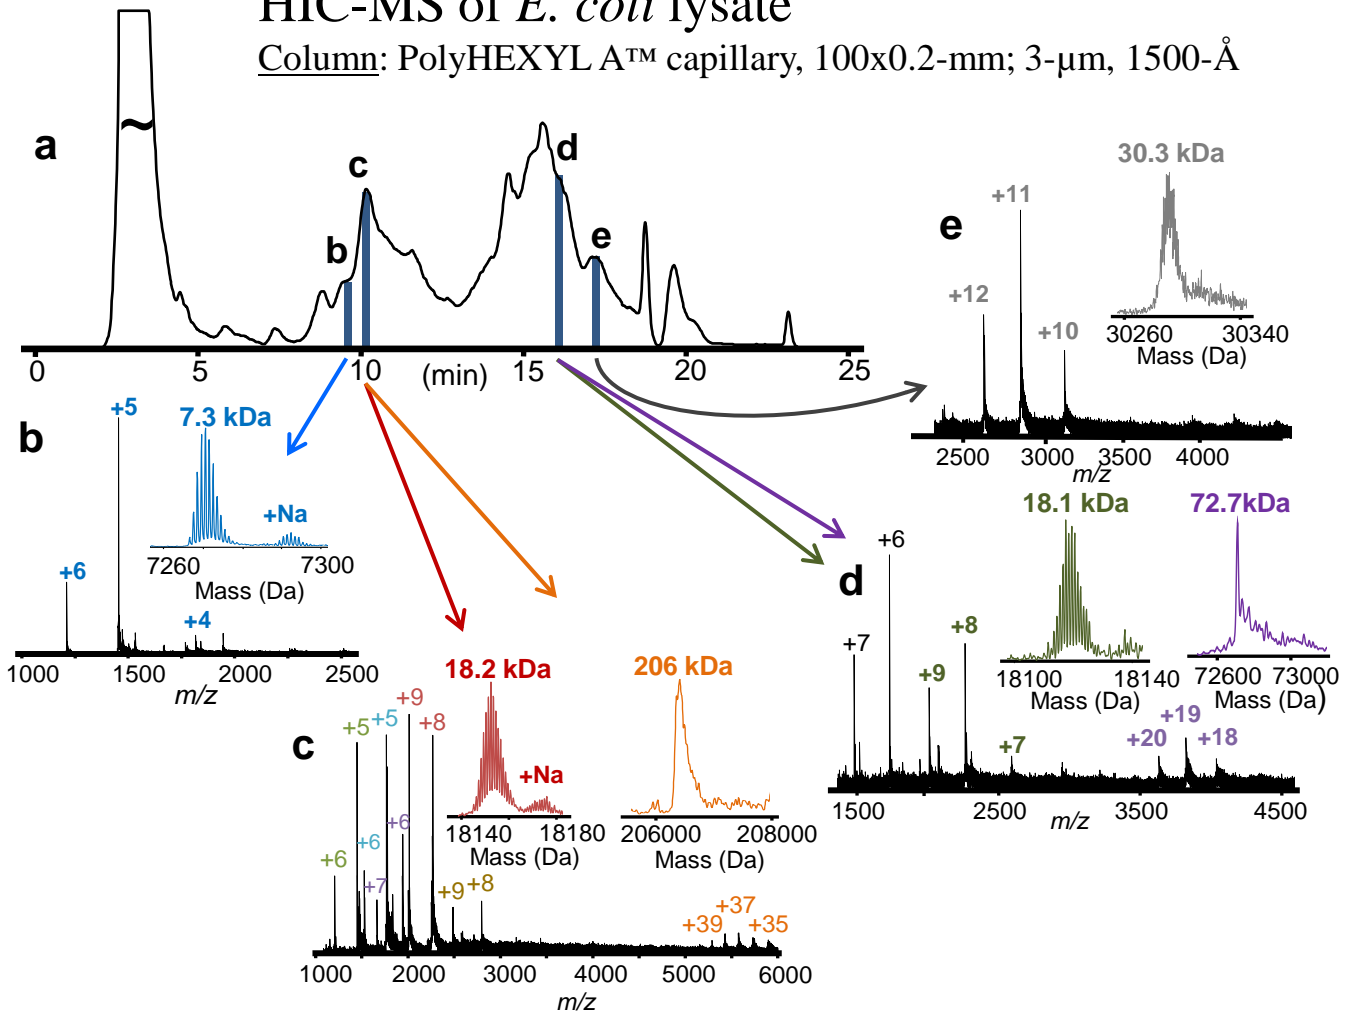 HIC-MS of E. coli lysate
Column: PolyHEXYL A™ capillary, 100x0.2-mm; 3-µm, 1500-Å
a
b
c
d
e
0 5 10 (min) 15 20 25
e
+12
+11
+10
30.3 kDa
30260 30340
Mass (Da)
2500 3000 3500 4000
m/z
b
+6
+5
+4
7.3 kDa
+Na
7260 7300
Mass (Da)
1000 1500 2000 2500
m/z
c
+6
+5
+6
+5
+7
+6
+9
+8
+9
+8
+39
+37
+35
18.2 kDa
+Na
18140 18180
Mass (Da)
206 kDa
206000 208000
Mass (Da)
1000 2000 3000 4000 5000 6000
m/z
d
+7
+6
+9
+8
+7
+20
+19
+18
18.1 kDa
18100 18140
Mass (Da)
72.7kDa
72600 73000
Mass (Da)
1500 2500 3500 4500
m/z